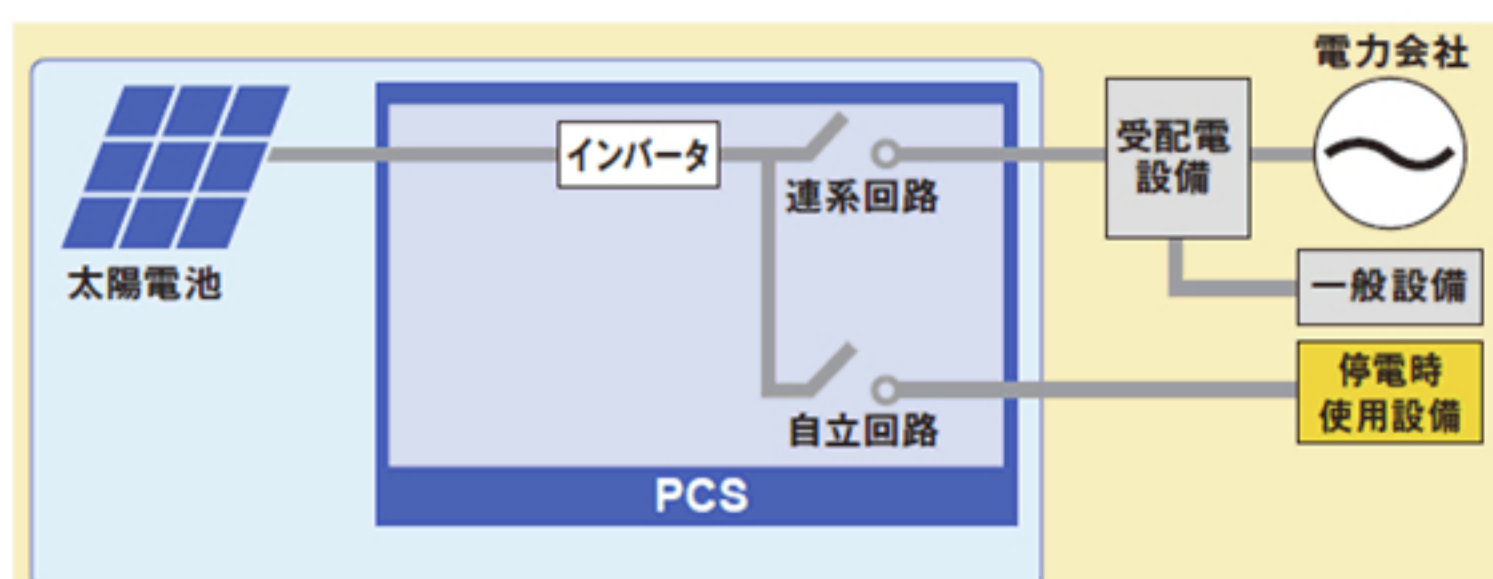 電力会社
受配電
設備
インバータ
連系回路
太陽電池
一般設備
停電時
使用設備
自立回路
PCS